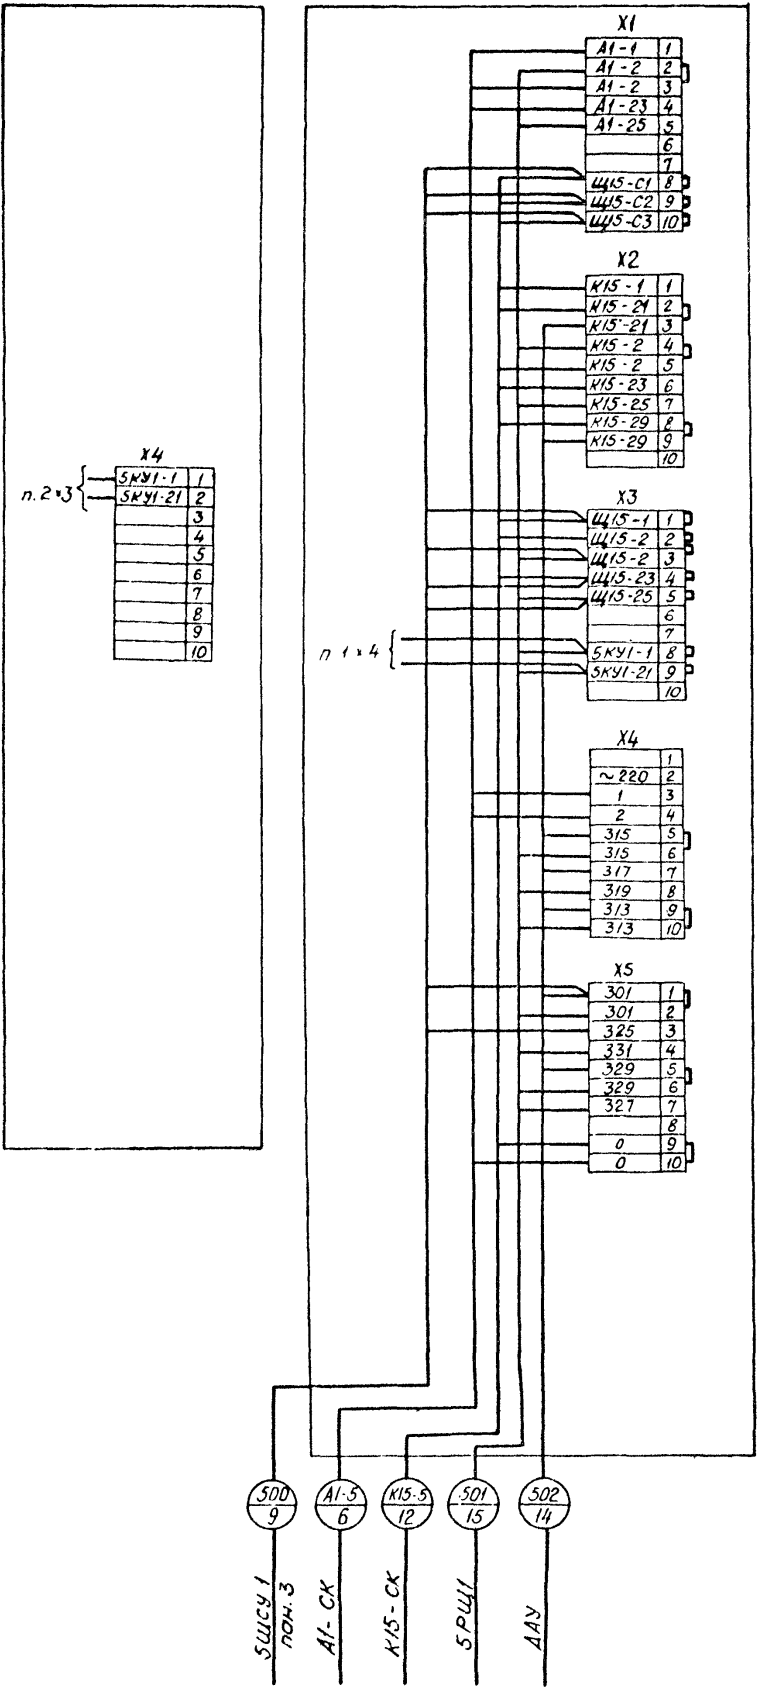 X4
5КУ1-1 1
п. 2×3
5КУ1-21 2
3
4
5
6
7
8
9
10
X1
А1-1 1
А1-2 2
А1-2 3
А1-23 4
А1-25 5
6
7
Щ15-С1 8
Щ15-С2 9
Щ15-С3 10
X2
К15-1 1
К15-21 2
К15-21 3
К15-2 4
К15-2 5
К15-23 6
К15-25 7
К15-29 8
К15-29 9
10
X3
Щ15-1 1
Щ15-2 2
Щ15-2 3
Щ15-23 4
Щ15-25 5
6
7
п 1×4
5КУ1-1 8
5КУ1-21 9
10
X4
1
~220 2
1 3
2 4
315 5
315 6
317 7
319 8
313 9
313 10
X5
301 1
301 2
325 3
331 4
329 5
329 6
327 7
8
0 9
0 10
500 А1-5 К15-5 501 502
9 6 12 15 14
5ЩСУ1
пом. 3
А1-СК
К15-СК
5РЩ1
ДАУ